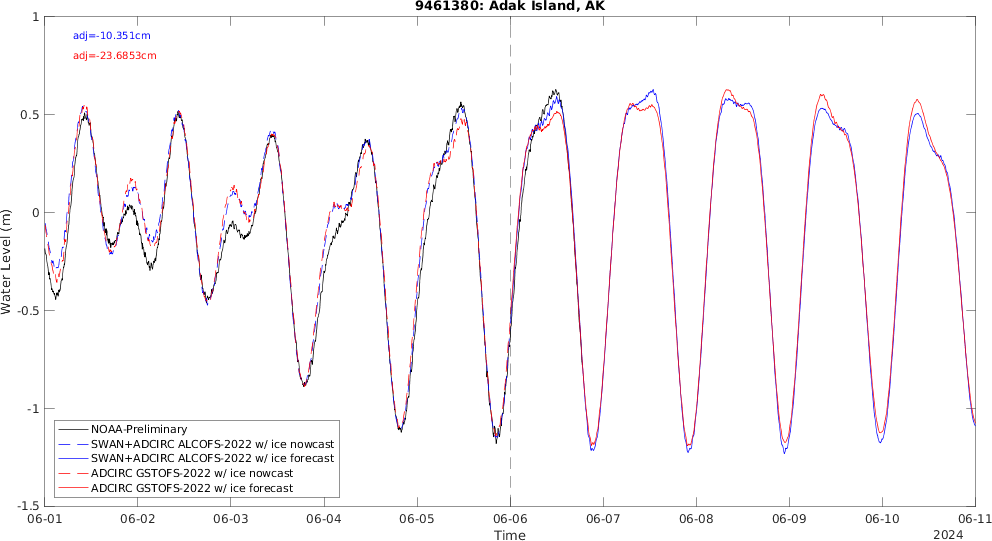 9461380: Adak Island, AK
adj=-10.351cm
adj=-23.6853cm
Water Level (m)
1
0.5
0
-0.5
-1
-1.5
NOAA-Preliminary
SWAN+ADCIRC ALCOFS-2022 w/ ice nowcast
SWAN+ADCIRC ALCOFS-2022 w/ ice forecast
ADCIRC GSTOFS-2022 w/ ice nowcast
ADCIRC GSTOFS-2022 w/ ice forecast
06-01 06-02 06-03 06-04 06-05 06-06 06-07 06-08 06-09 06-10 06-11
Time
2024